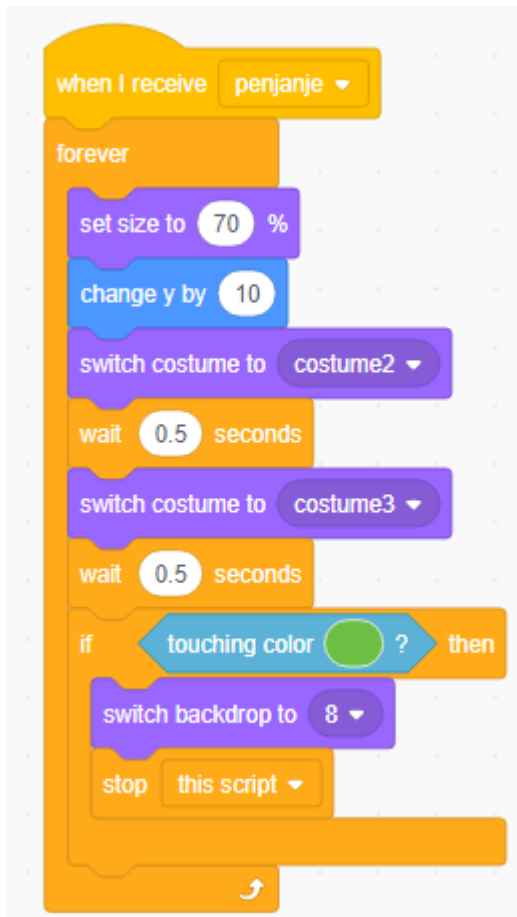 when I receive penjanje
forever
set size to 70 %
change y by 10
switch costume to costume2
wait 0.5 seconds
switch costume to costume3
wait 0.5 seconds
if touching color ? then
switch backdrop to 8
stop this script